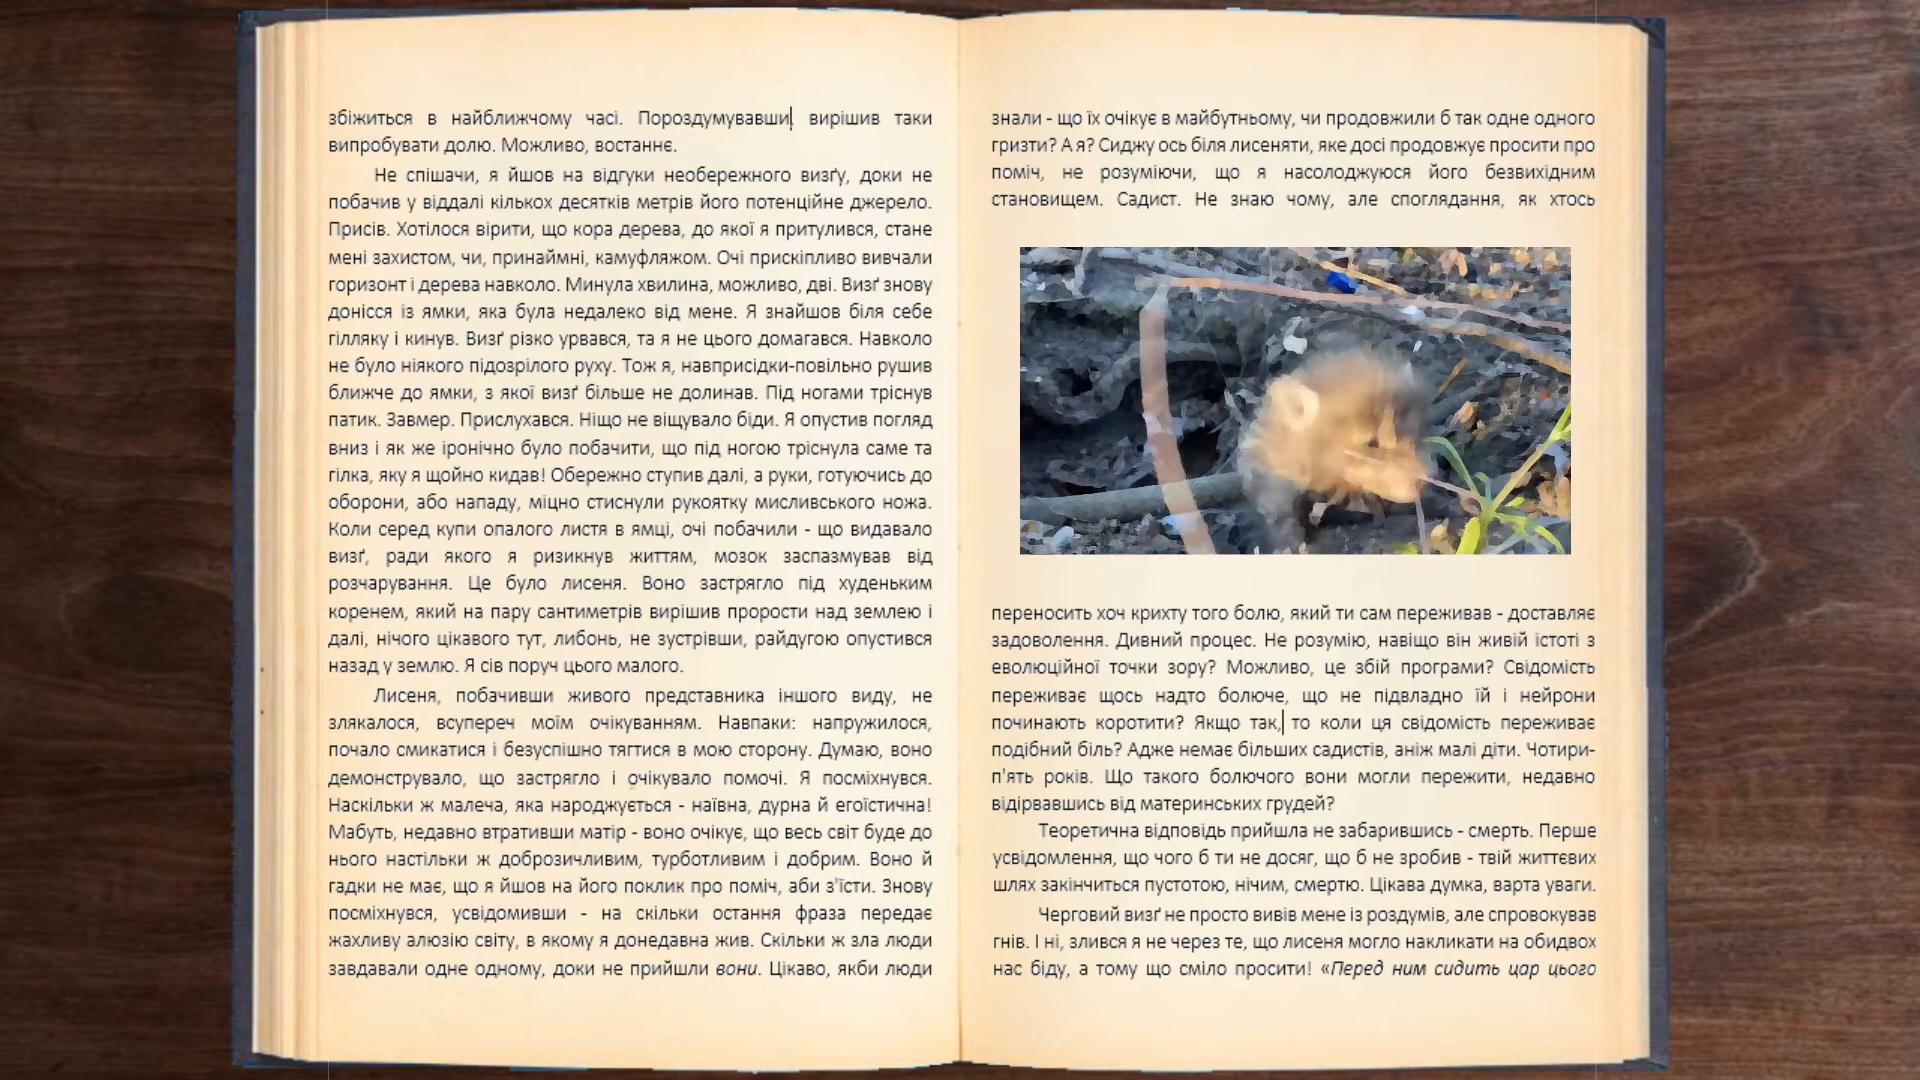 збіжиться в найближчому часі. Пороздумувавши, вирішив таки
випробувати долю. Можливо, востаннє.
Не спішачи, я йшов на відгуки необережного визґу, доки не
побачив у віддалі кількох десятків метрів його потенційне джерело.
Присів. Хотілося вірити, що кора дерева, до якої я притулився, стане
мені захистом, чи, принаймні, камуфляжом. Очі прискіпливо вивчали
горизонт і дерева навколо. Минула хвилина, можливо, дві. Визґ знову
донісся із ямки, яка була недалеко від мене. Я знайшов біля себе
гілляку і кинув. Визґ різко урвався, та я не цього домагався. Навколо
не було ніякого підозрілого руху. Тож я, навприсідки-повільно рушив
ближче до ямки, з якої визґ більше не долинав. Під ногами тріснув
патик. Завмер. Прислухався. Ніщо не віщувало біди. Я опустив погляд
вниз і як же іронічно було побачити, що під ногою тріснула саме та
гілка, яку я щойно кидав! Обережно ступив далі, а руки, готуючись до
оборони, або нападу, міцно стиснули рукоятку мисливського ножа.
Коли серед купи опалого листя в ямці, очі побачили - що видавало
визґ, ради якого я ризикнув життям, мозок заспазмував від
розчарування. Це було лисеня. Воно застрягло під худеньким
коренем, який на пару сантиметрів вирішив прорости над землею і
далі, нічого цікавого тут, либонь, не зустрівши, райдугою опустився
назад у землю. Я сів поруч цього малого.
Лисеня, побачивши живого представника іншого виду, не
злякалося, всупереч моїм очікуванням. Навпаки: напружилося,
почало смикатися і безуспішно тягтися в мою сторону. Думаю, воно
демонструвало, що застрягло і очікувало помочі. Я посміхнувся.
Наскільки ж малеча, яка народжується - наївна, дурна й егоїстична!
Мабуть, недавно втративши матір - воно очікує, що весь світ буде до
нього настільки ж доброзичливим, турботливим і добрим. Воно й
гадки не має, що я йшов на його поклик про поміч, аби з'їсти. Знову
посміхнувся, усвідомивши - на скільки остання фраза передає
жахливу алюзію світу, в якому я донедавна жив. Скільки ж зла люди
завдавали одне одному, доки не прийшли вони. Цікаво, якби люди
знали - що їх очікує в майбутньому, чи продовжили б так одне одного
гризти? А я? Сиджу ось біля лисеняти, яке досі продовжує просити про
поміч, не розуміючи, що я насолоджуюся його безвихідним
становищем. Садист. Не знаю чому, але споглядання, як хтось
переносить хоч крихту того болю, який ти сам переживав - доставляє
задоволення. Дивний процес. Не розумію, навіщо він живій істоті з
еволюційної точки зору? Можливо, це збій програми? Свідомість
переживає щось надто болюче, що не підвладно їй і нейрони
починають коротити? Якщо так, то коли ця свідомість переживає
подібний біль? Адже немає більших садистів, аніж малі діти. Чотири-
п'ять років. Що такого болючого вони могли пережити, недавно
відірвавшись від материнських грудей?
Теоретична відповідь прийшла не забарившись - смерть. Перше
усвідомлення, що чого б ти не досяг, що б не зробив - твій життєвих
шлях закінчиться пустотою, нічим, смертю. Цікава думка, варта уваги.
Черговий визґ не просто вивів мене із роздумів, але спровокував
гнів. І ні, злився я не через те, що лисеня могло накликати на обидвох
нас біду, а тому що сміло просити! «Перед ним сидить цар цього